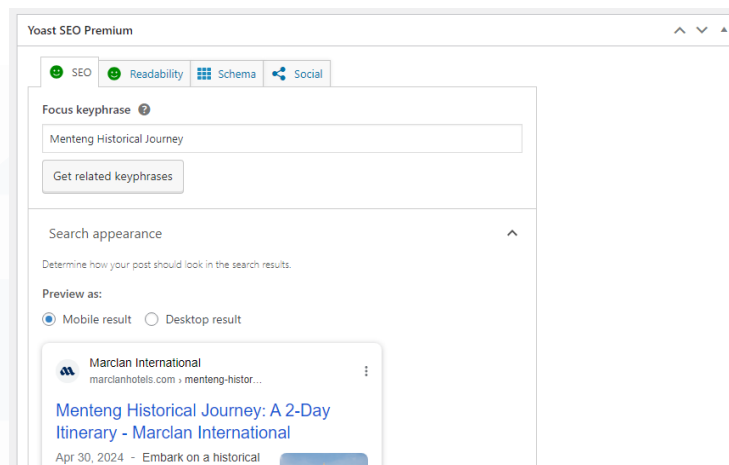 Yoast SEO Premium
SEO
Readability
Schema
Social
Focus keyphrase
Menteng Historical Journey
Get related keyphrases
Search appearance
Determine how your post should look in the search results.
Preview as:
Mobile result
Desktop result
Marclan International
marclanhotels.com › menteng-histor...
Menteng Historical Journey: A 2-Day
Itinerary - Marclan International
Apr 30, 2024 - Embark on a historical